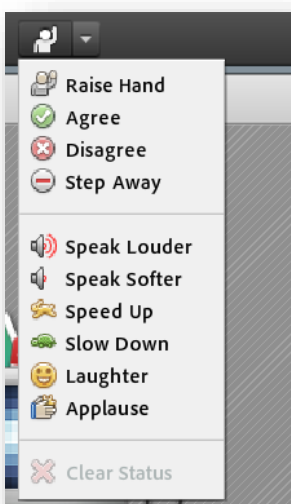 Raise Hand
Agree
Disagree
Step Away
Speak Louder
Speak Softer
Speed Up
Slow Down
Laughter
Applause
Clear Status